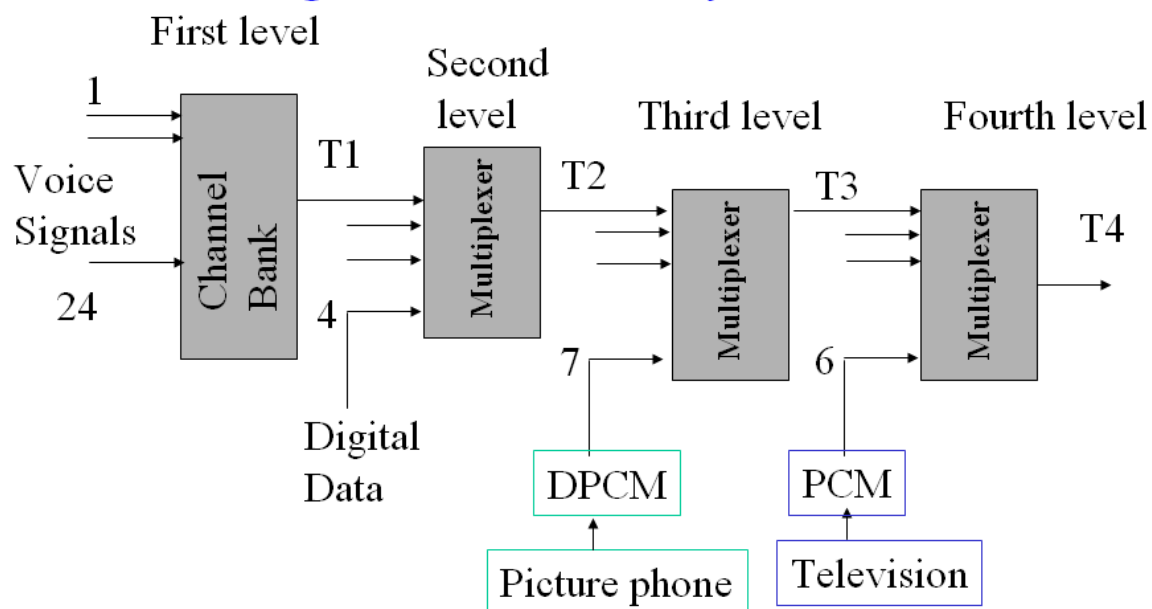 First level
1
Voice
Signals
24
Channel
Bank
T1
Second
level
4
Digital
Data
Multiplexer
T2
Third level
7
DPCM
Picture phone
Multiplexer
T3
Fourth level
6
PCM
Television
Multiplexer
T4